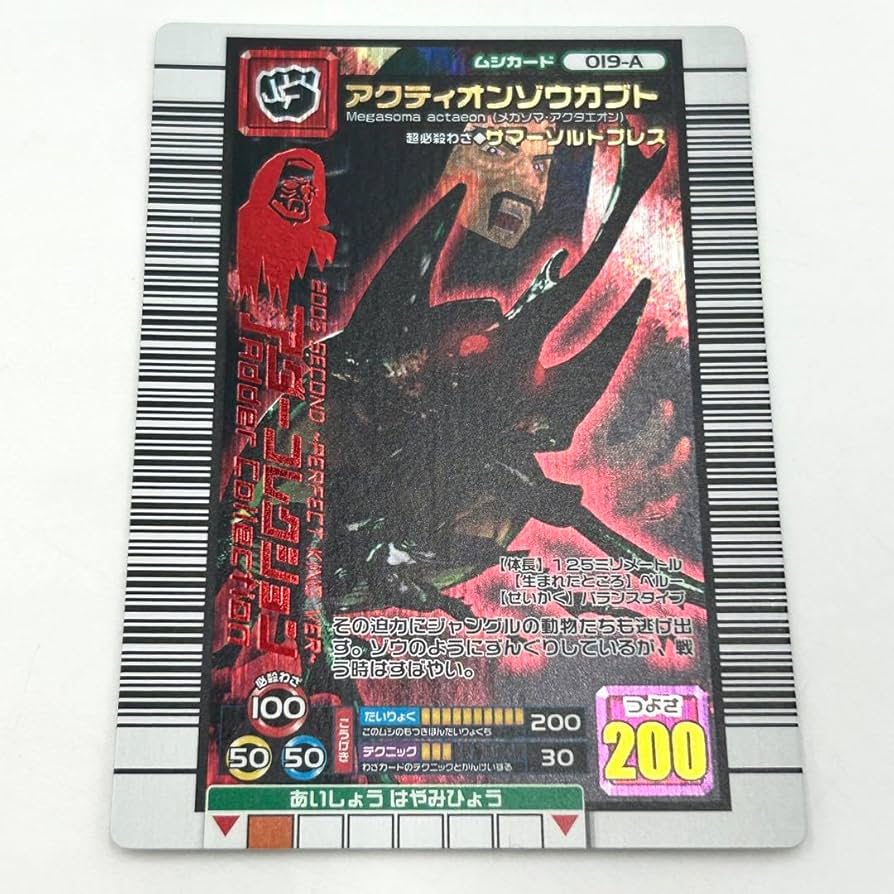 ムシカード 019-A
アクティオンゾウカブト
Megasoma actaeon (メガソマ・アクタエオン)
超必殺わざ◆サマーソルトプレス
2006 SECOND ~PERFECT KING VER~
アダーコレクション
Adder Collection
【体長】125ミリメートル
【生まれたところ】ペルー
【せいかく】バランスタイプ
その迫力にジャングルの動物たちも逃げ出
す。ゾウのようにずんぐりしているが、戦
う時はすばやい。
必殺わざ
100
50 50
たいりょく 200
このムシのもつきほんたいりょくち
テクニック 30
わざカードのテクニックとかんけいする
つよさ
200
あいしょう はやみひょう